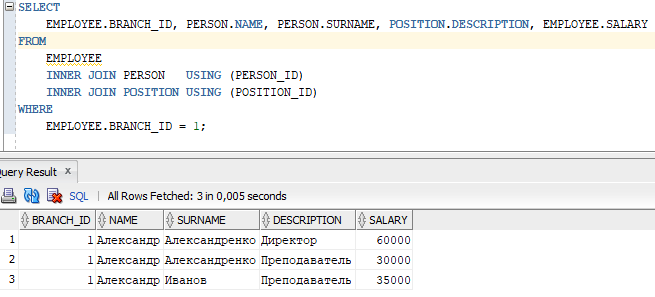 SELECT
EMPLOYEE.BRANCH_ID, PERSON.NAME, PERSON.SURNAME, POSITION.DESCRIPTION, EMPLOYEE.SALARY
FROM
EMPLOYEE
INNER JOIN PERSON USING (PERSON_ID)
INNER JOIN POSITION USING (POSITION_ID)
WHERE
EMPLOYEE.BRANCH_ID = 1;
Query Result x
SQL | All Rows Fetched: 3 in 0,005 seconds
BRANCH_ID NAME SURNAME DESCRIPTION SALARY
1 1 Александр Александренко Директор 60000
2 1 Александр Александренко Преподаватель 30000
3 1 Александр Иванов Преподаватель 35000